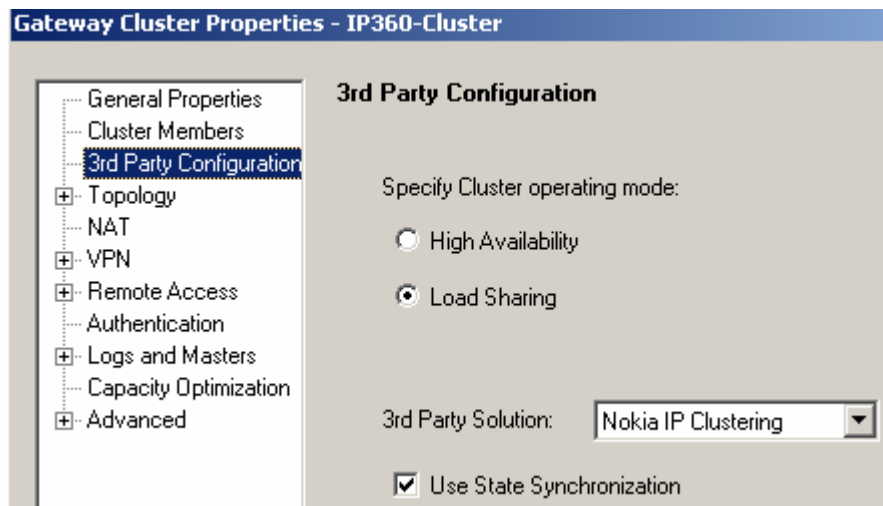 Gateway Cluster Properties - IP360-Cluster
General Properties
Cluster Members
3rd Party Configuration
Topology
NAT
VPN
Remote Access
Authentication
Logs and Masters
Capacity Optimization
Advanced
3rd Party Configuration
Specify Cluster operating mode:
High Availability
Load Sharing
3rd Party Solution: Nokia IP Clustering
Use State Synchronization